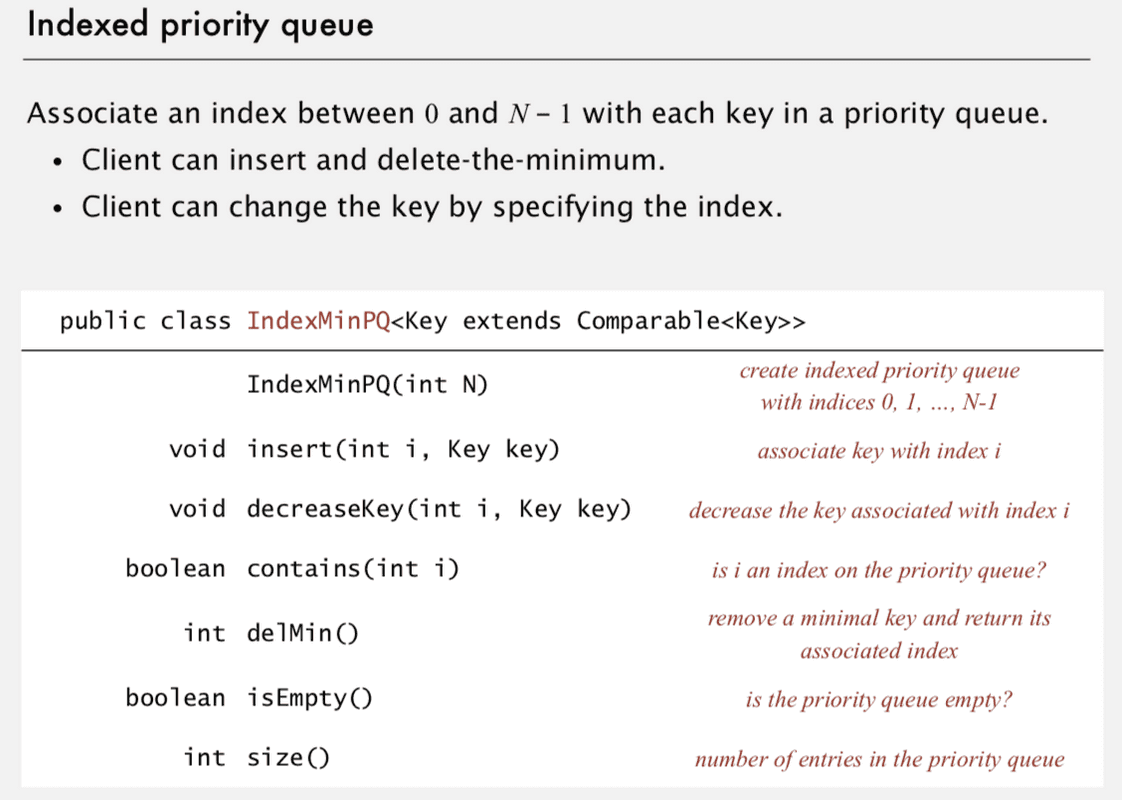 Indexed priority queue
Associate an index between 0 and N – 1 with each key in a priority queue.
• Client can insert and delete-the-minimum.
• Client can change the key by specifying the index.
public class IndexMinPQ<Key extends Comparable<Key>>
IndexMinPQ(int N) create indexed priority queue
with indices 0, 1, …, N-1
void insert(int i, Key key) associate key with index i
void decreaseKey(int i, Key key) decrease the key associated with index i
boolean contains(int i) is i an index on the priority queue?
int delMin() remove a minimal key and return its
associated index
boolean isEmpty() is the priority queue empty?
int size() number of entries in the priority queue